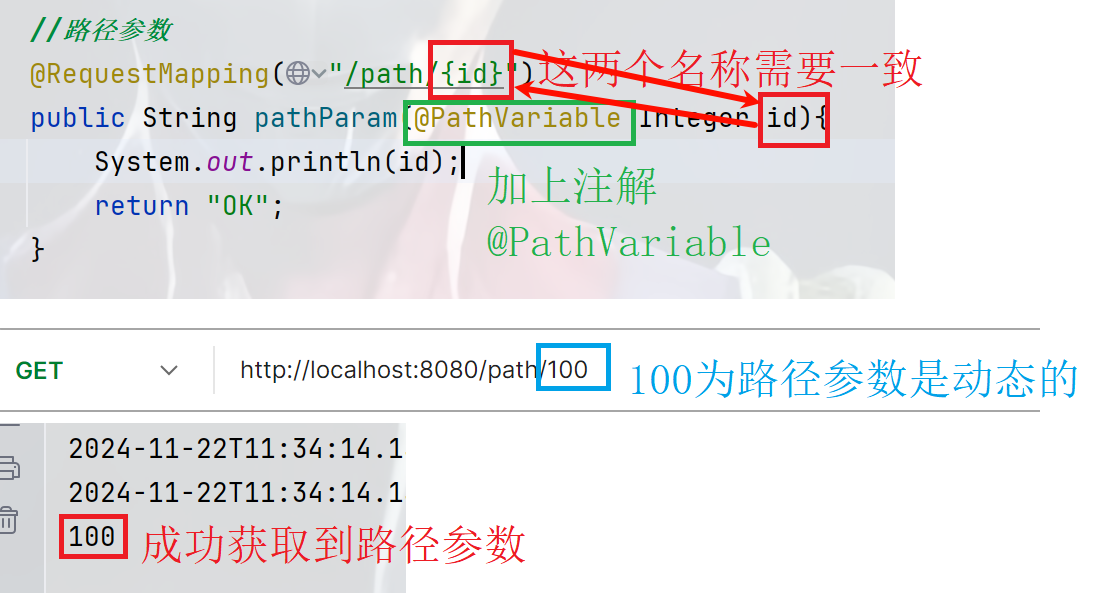 //路径参数
@RequestMapping("/path/{id}")这两个名称需要一致
public String pathParam(@PathVariable Integer id){
System.out.println(id);
加上注解
return "OK";
@PathVariable
}
GET http://localhost:8080/path/100 100为路径参数是动态的
2024-11-22T11:34:14.1
2024-11-22T11:34:14.1
100 成功获取到路径参数